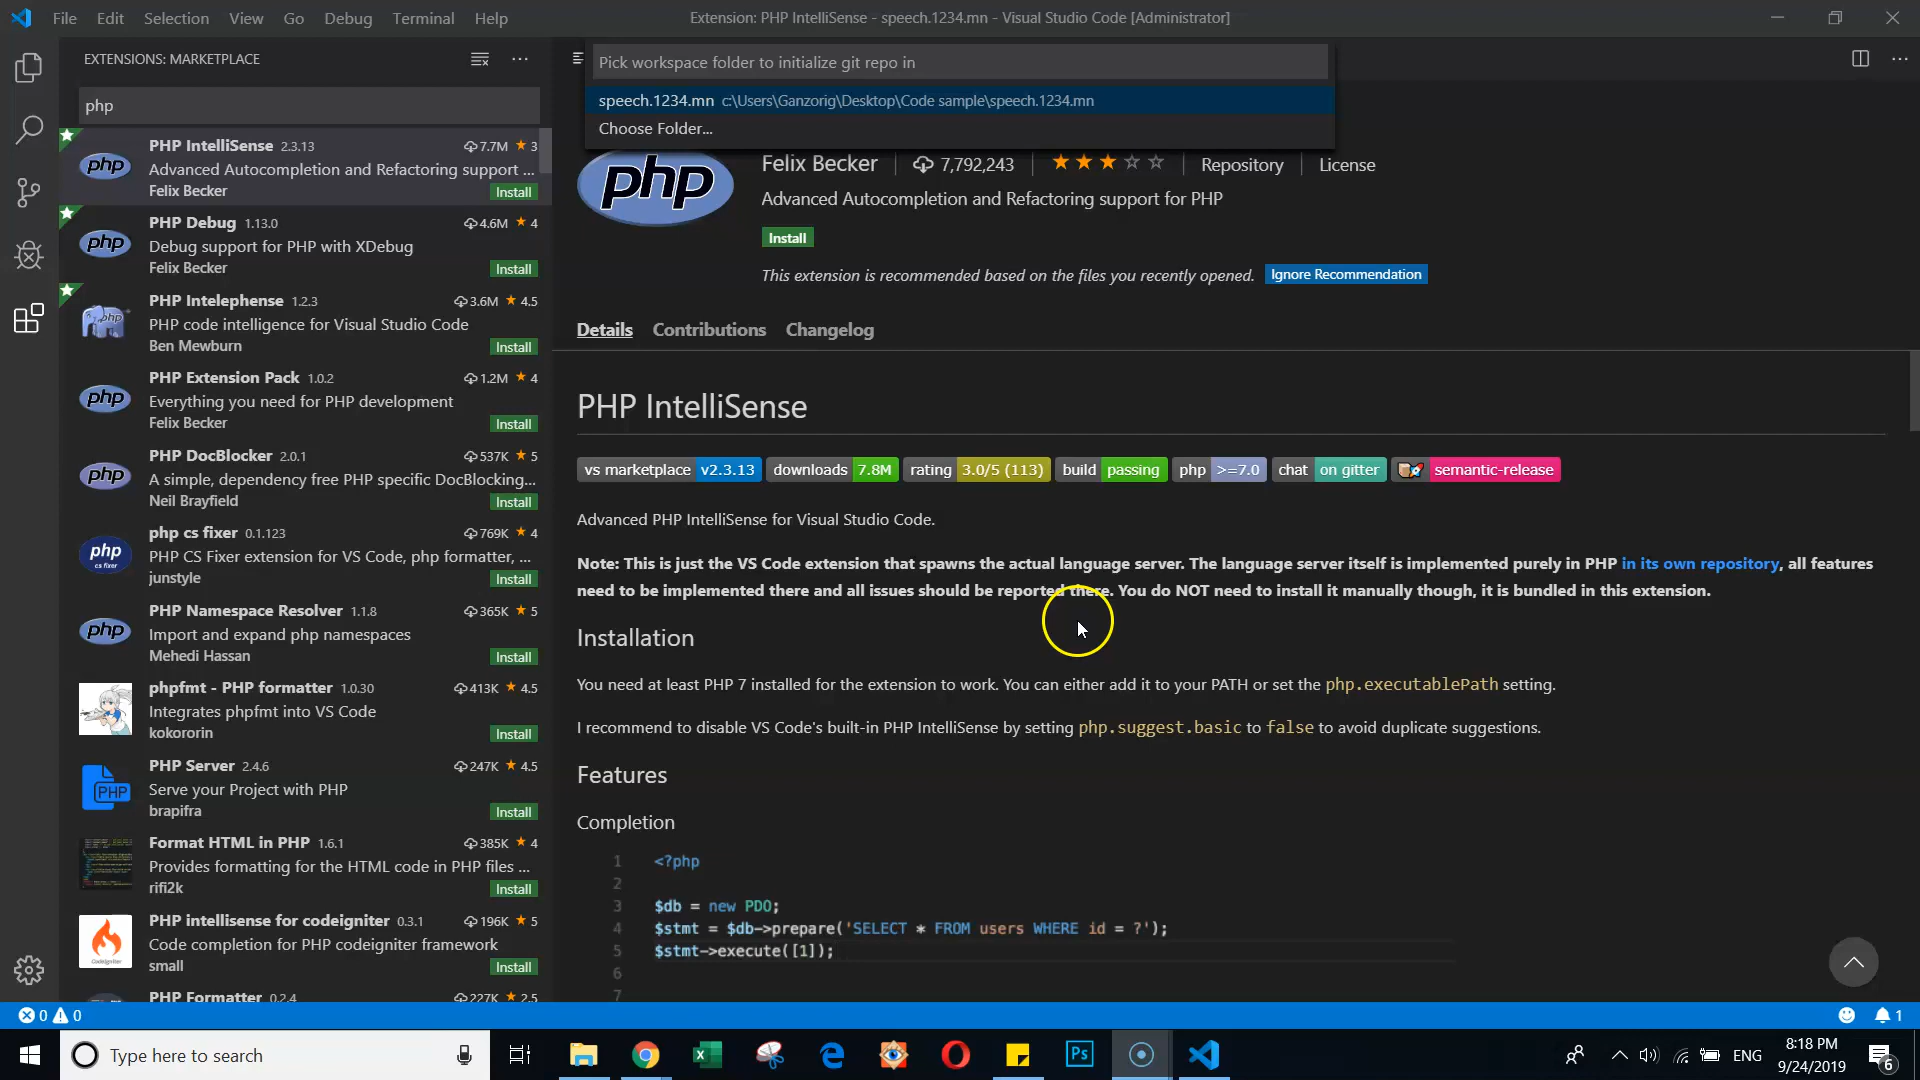 File Edit Selection View Go Debug Terminal Help
Extension: PHP IntelliSense - speech.1234.mn - Visual Studio Code [Administrator]
EXTENSIONS: MARKETPLACE
php
Pick workspace folder to initialize git repo in
speech.1234.mn c:\Users\Ganzorig\Desktop\Code sample\speech.1234.mn
Choose Folder...
PHP IntelliSense 2.3.13 7.7M 3
Advanced Autocompletion and Refactoring support ...
Felix Becker Install
PHP Debug 1.13.0 4.6M 4
Debug support for PHP with XDebug
Felix Becker Install
PHP Intelephense 1.2.3 3.6M 4.5
PHP code intelligence for Visual Studio Code
Ben Mewburn Install
PHP Extension Pack 1.0.2 1.2M 4
Everything you need for PHP development
Felix Becker Install
PHP DocBlocker 2.0.1 537K 5
A simple, dependency free PHP specific DocBlocking...
Neil Brayfield Install
php cs fixer 0.1.123 769K 4
PHP CS Fixer extension for VS Code, php formatter, ...
junstyle Install
PHP Namespace Resolver 1.1.8 365K 5
Import and expand php namespaces
Mehedi Hassan Install
phpfmt - PHP formatter 1.0.30 413K 4.5
Integrates phpfmt into VS Code
kokororin Install
PHP Server 2.4.6 247K 4.5
Serve your Project with PHP
brapifra Install
Format HTML in PHP 1.6.1 385K 4
Provides formatting for the HTML code in PHP files ...
rifi2k Install
PHP intellisense for codeigniter 0.3.1 196K 5
Code completion for PHP codeigniter framework
small Install
PHP Formatter 0.2.4 227K 2.5
php
Felix Becker 7,792,243 Repository License
Advanced Autocompletion and Refactoring support for PHP
Install
This extension is recommended based on the files you recently opened. Ignore Recommendation
Details Contributions Changelog
PHP IntelliSense
vs marketplace v2.3.13 downloads 7.8M rating 3.0/5 (113) build passing php >=7.0 chat on gitter semantic-release
Advanced PHP IntelliSense for Visual Studio Code.
Note: This is just the VS Code extension that spawns the actual language server. The language server itself is implemented purely in PHP in its own repository, all features
need to be implemented there and all issues should be reported there. You do NOT need to install it manually though, it is bundled in this extension.
Installation
You need at least PHP 7 installed for the extension to work. You can either add it to your PATH or set the php.executablePath setting.
I recommend to disable VS Code's built-in PHP IntelliSense by setting php.suggest.basic to false to avoid duplicate suggestions.
Features
Completion
1 <?php
2
3 $db = new PDO;
4 $stmt = $db->prepare('SELECT * FROM users WHERE id = ?');
5 $stmt->execute([1]);
6
7
0 0 1
Type here to search
Ps
ENG
8:18 PM
9/24/2019
6